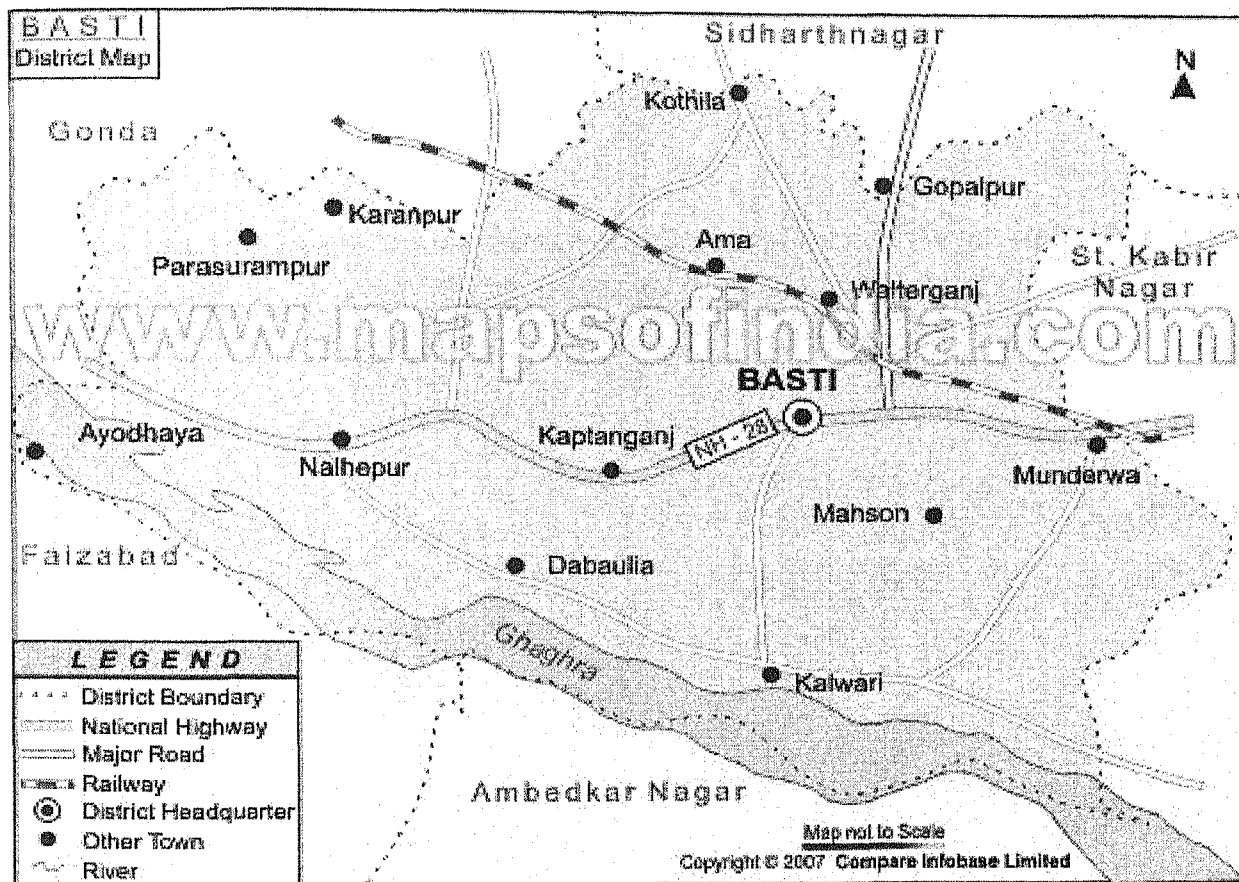 BASTI
District Map
Sidharthnagar
N
Kothila
Gonda
Gopalpur
Karanpur
Parasurampur
Ama
St. Kabir
Nagar
Walterganj
www.mapsofindia.com
BASTI
Ayodhaya
Kaptanganj
NH - 28
Nalhepur
Munderwa
Mahson
Faizabad
Dabaulia
Ghaghra
Kalwari
LEGEND
District Boundary
National Highway
Major Road
Railway
District Headquarter
Other Town
River
Ambedkar Nagar
Map not to Scale
Copyright © 2007 Compare Infobase Limited